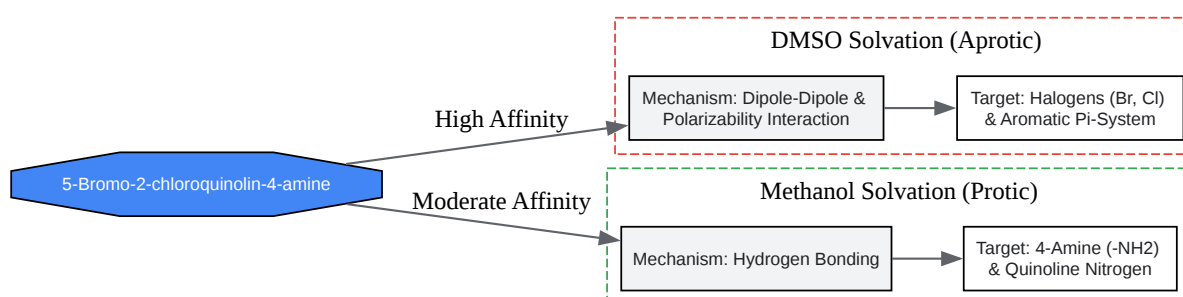 DMSO Solvation (Aprotic)
Mechanism: Dipole-Dipole &
Polarizability Interaction
Target: Halogens (Br, Cl)
& Aromatic Pi-System
High Affinity
5-Bromo-2-chloroquinolin-4-amine
Moderate Affinity
Methanol Solvation (Protic)
Mechanism: Hydrogen Bonding
Target: 4-Amine (-NH2)
& Quinoline Nitrogen